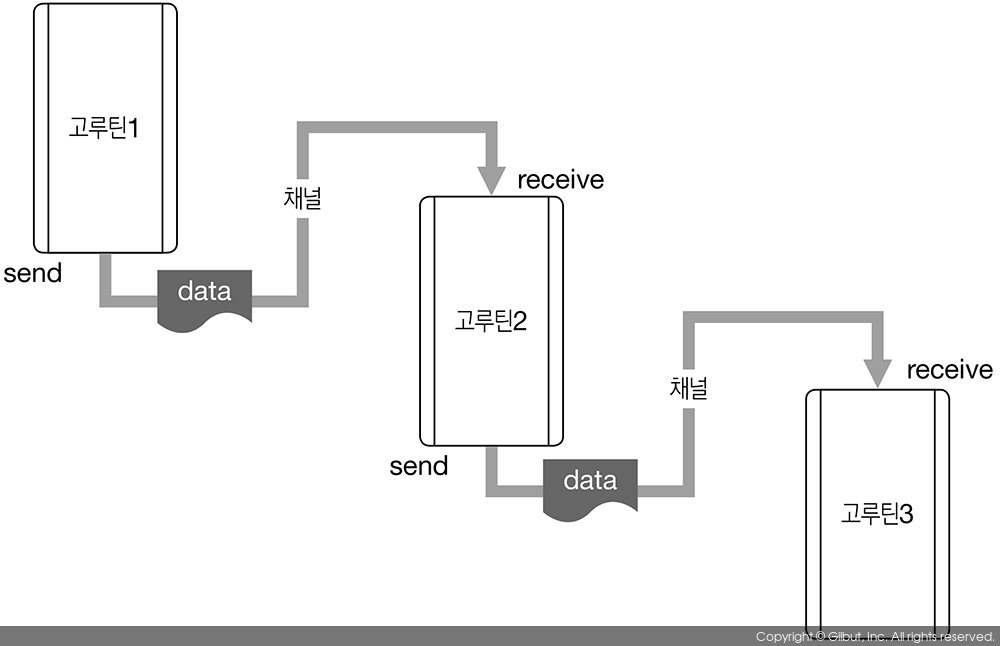 고루틴1
send
data
채널
receive
고루틴2
send
data
채널
receive
고루틴3
Copyright © Gilbut, Inc. All rights reserved.